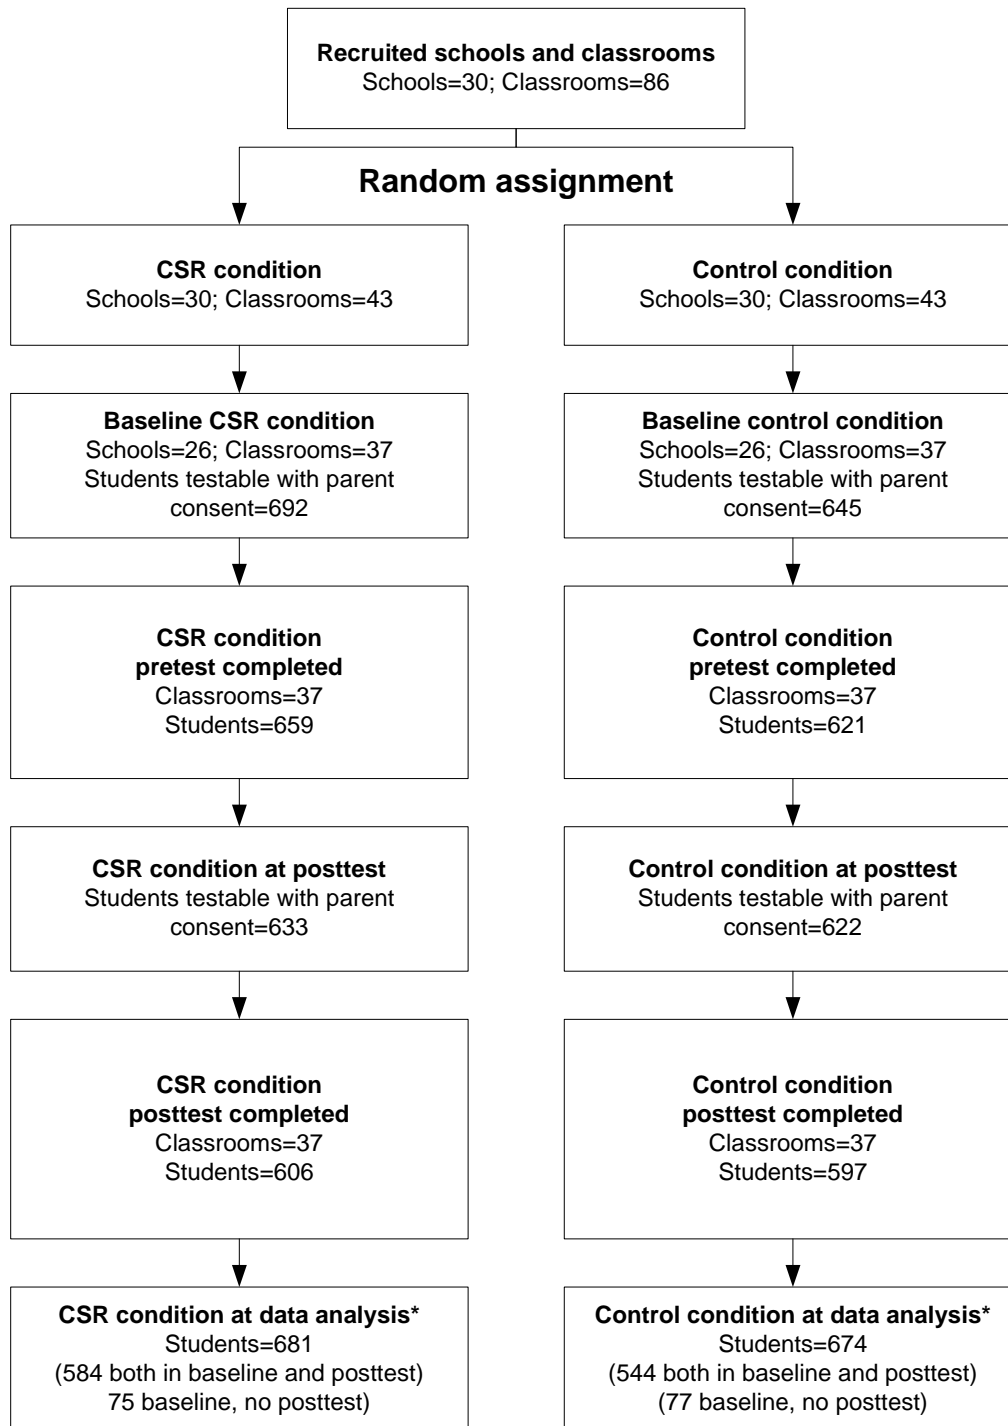 Recruited schools and classrooms
Schools=30; Classrooms=86
Random assignment
CSR condition
Schools=30; Classrooms=43
Control condition
Schools=30; Classrooms=43
Baseline CSR condition
Schools=26; Classrooms=37
Students testable with parent
consent=692
Baseline control condition
Schools=26; Classrooms=37
Students testable with parent
consent=645
CSR condition
pretest completed
Classrooms=37
Students=659
Control condition
pretest completed
Classrooms=37
Students=621
CSR condition at posttest
Students testable with parent
consent=633
Control condition at posttest
Students testable with parent
consent=622
CSR condition
posttest completed
Classrooms=37
Students=606
Control condition
posttest completed
Classrooms=37
Students=597
CSR condition at data analysis*
Students=681
(584 both in baseline and posttest)
75 baseline, no posttest)
Control condition at data analysis*
Students=674
(544 both in baseline and posttest)
(77 baseline, no posttest)